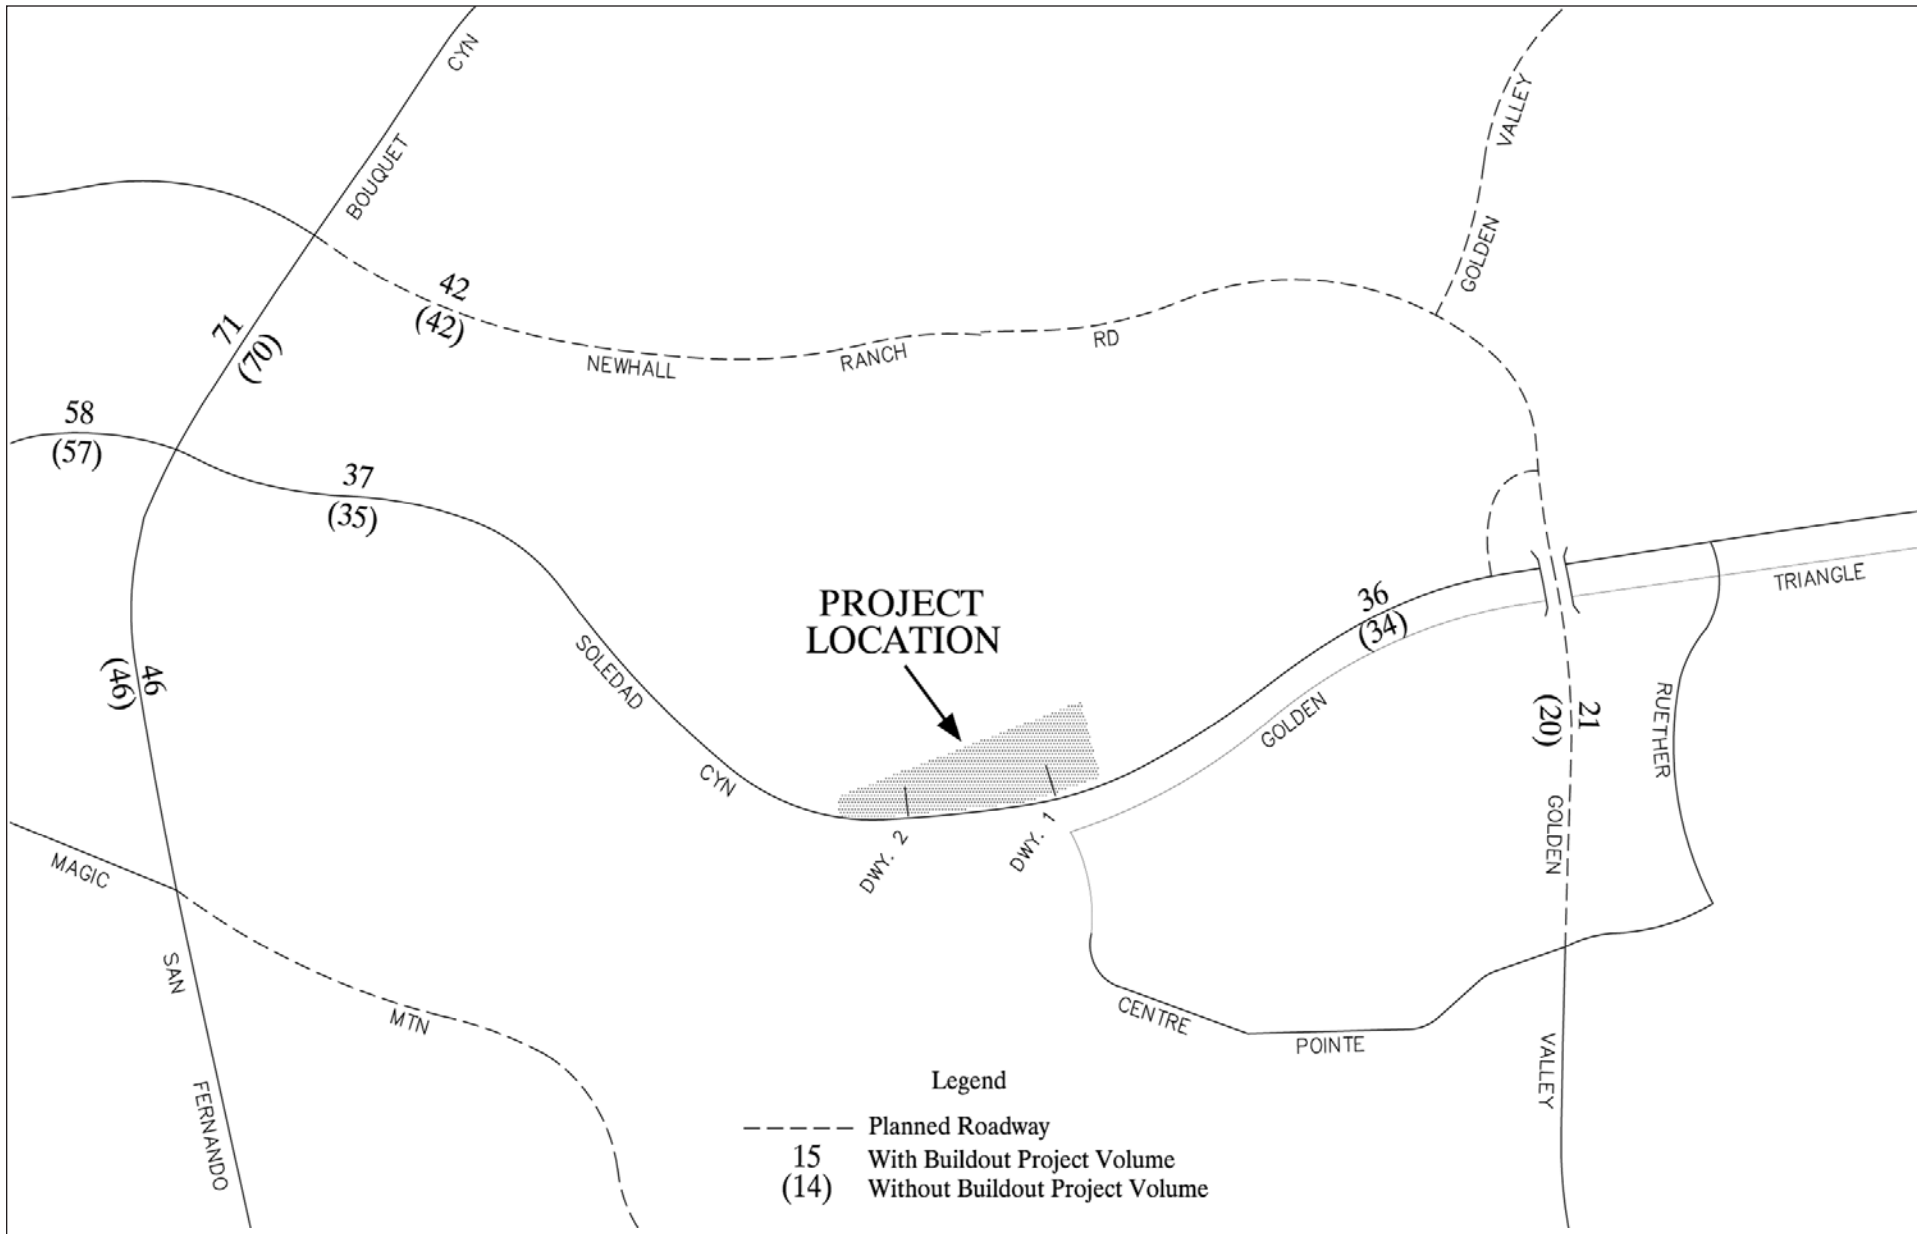 CYN
BOUQUET
VALLEY
GOLDEN
42
(42)
71
(70)
NEWHALL
RANCH
RD
58
(57)
37
(35)
TRIANGLE
PROJECT
LOCATION
36
(34)
SOLEDAD
46
(46)
CYN
GOLDEN
21
(20)
RUETHER
DWY. 2
DWY. 1
GOLDEN
MAGIC
SAN
MTN
CENTRE
POINTE
VALLEY
FERNANDO
Legend
Planned Roadway
15 With Buildout Project Volume
(14) Without Buildout Project Volume